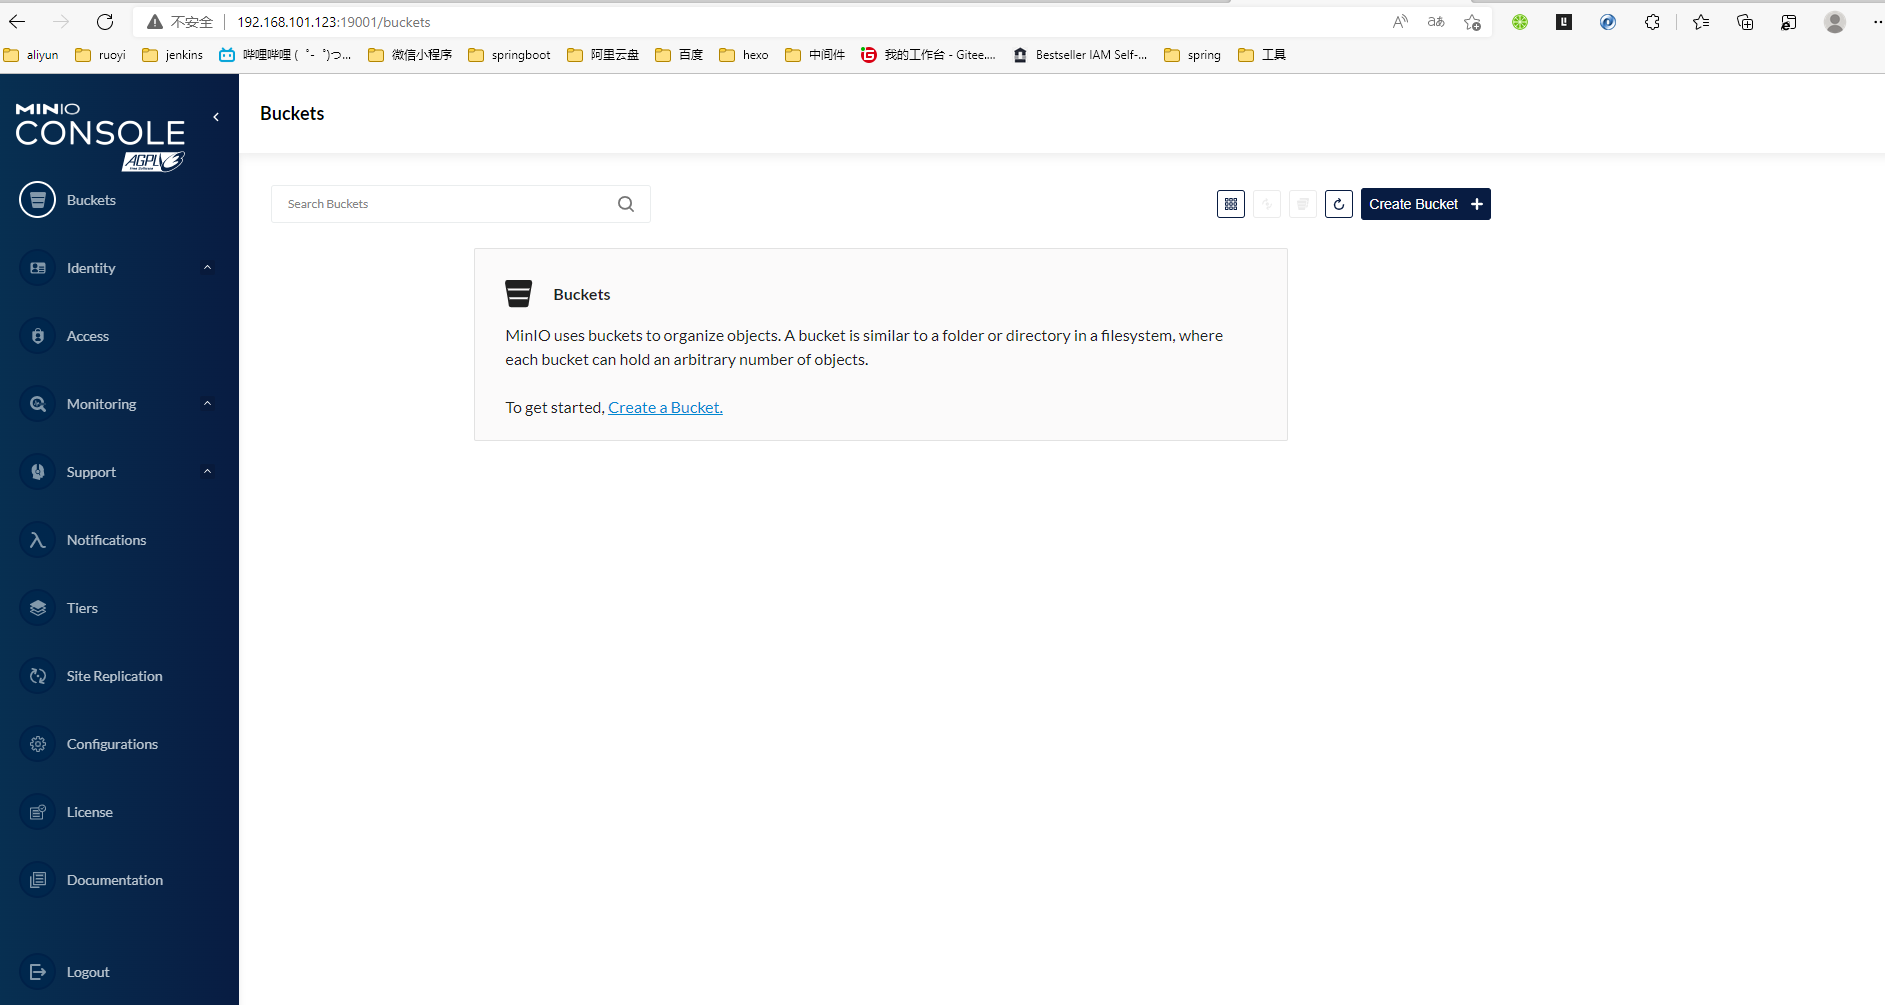 不安全 192.168.101.123:19001/buckets
aliyun ruoyi jenkins 哔哩哔哩 ( ゜- ゜)つ... 微信小程序 springboot 阿里云盘 百度 hexo 中间件 我的工作台 - Gitee.... Bestseller IAM Self-... spring 工具
MINIO
CONSOLE
AGPLV3
Free Software
Buckets
Identity
Access
Monitoring
Support
Notifications
Tiers
Site Replication
Configurations
License
Documentation
Logout
Buckets
Search Buckets
Create Bucket +
Buckets
MinIO uses buckets to organize objects. A bucket is similar to a folder or directory in a filesystem, where
each bucket can hold an arbitrary number of objects.
To get started, Create a Bucket.